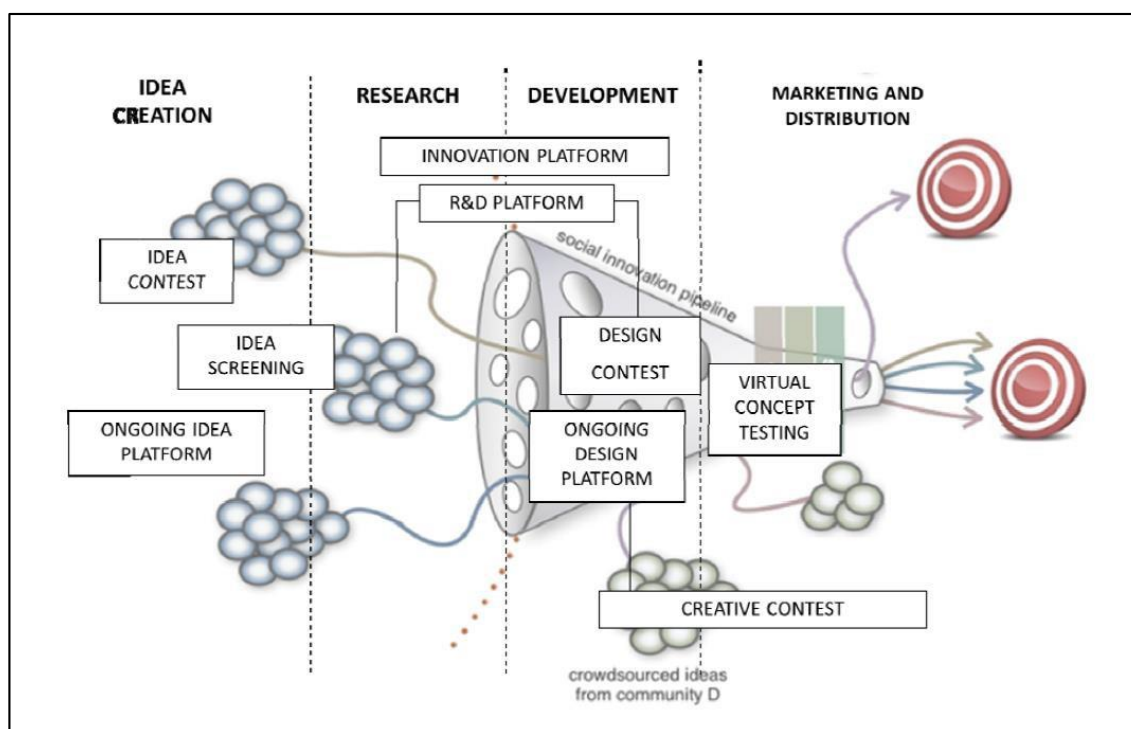 IDEA
CREATION
RESEARCH
DEVELOPMENT
MARKETING AND
DISTRIBUTION
INNOVATION PLATFORM
R&D PLATFORM
social innovation pipeline
IDEA
CONTEST
IDEA
SCREENING
DESIGN
CONTEST
VIRTUAL
CONCEPT
TESTING
ONGOING IDEA
PLATFORM
ONGOING
DESIGN
PLATFORM
CREATIVE CONTEST
crowdsourced ideas
from community D